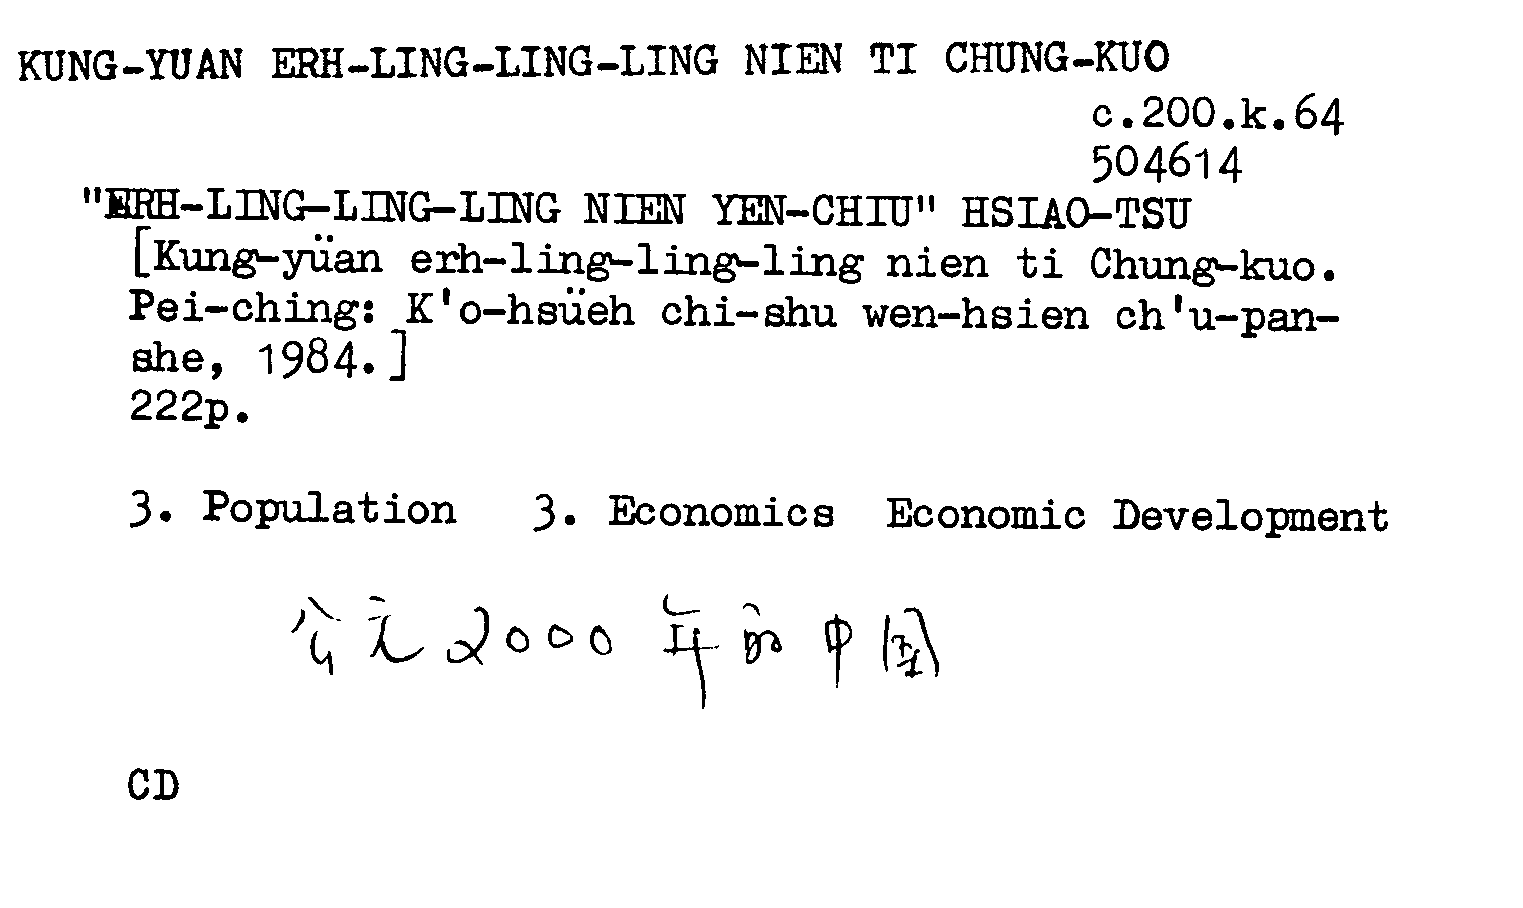 KUNG-YUAN ERH-LING-LING-LING NIEN TI CHUNG-KUO
c.200.k.64
504614
"ERH-LING-LING-LING NIEN YEN-CHIU" HSIAO-TSU
[Kung-yüan erh-ling-ling-ling nien ti Chung-kuo.
Pei-ching: K'o-hsüeh chi-shu wen-hsien ch'u-pan-
she, 1984.]
222p.
3. Population 3. Economics Economic Development
公元2000年的中国
CD